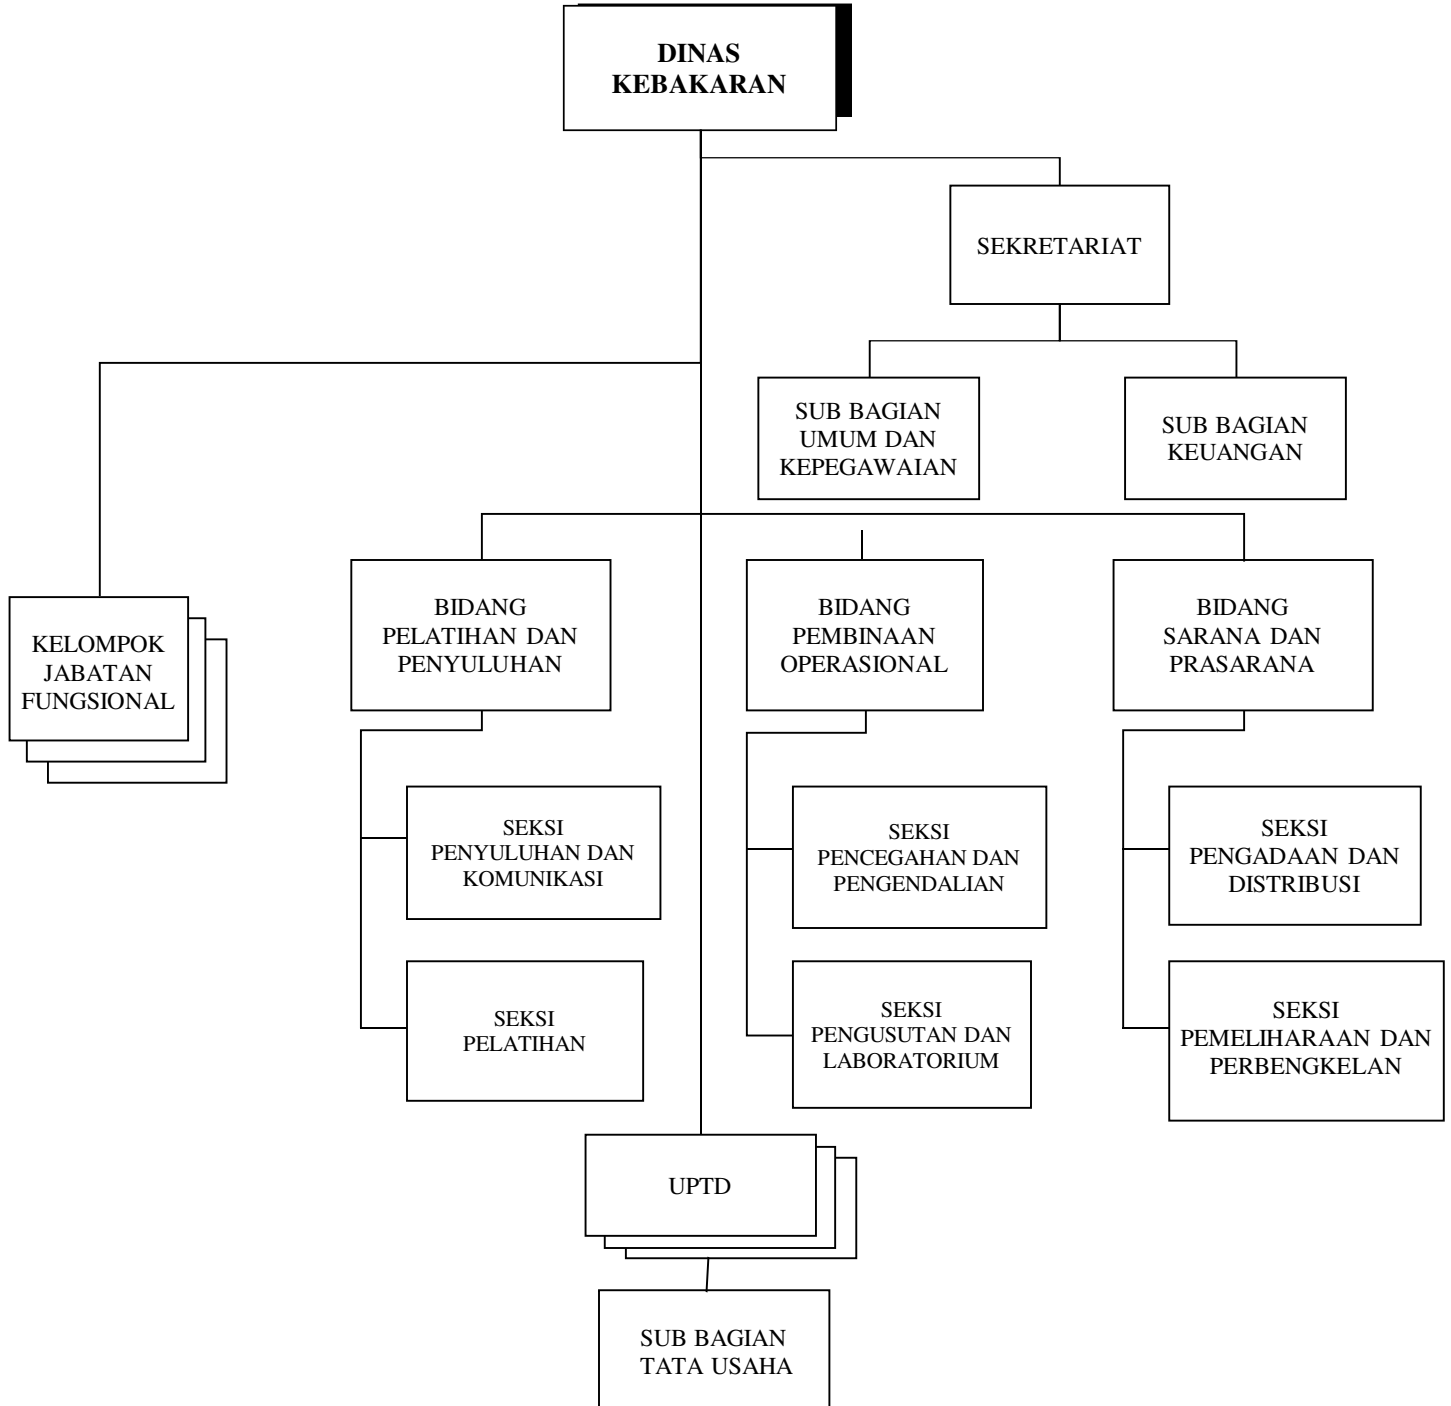 DINAS
KEBAKARAN
SEKRETARIAT
SUB BAGIAN
UMUM DAN
KEPEGAWAIAN
SUB BAGIAN
KEUANGAN
KELOMPOK
JABATAN
FUNGSIONAL
BIDANG
PELATIHAN DAN
PENYULUHAN
BIDANG
PEMBINAAN
OPERASIONAL
BIDANG
SARANA DAN
PRASARANA
SEKSI
PENYULUHAN DAN
KOMUNIKASI
SEKSI
PENCEGAHAN DAN
PENGENDALIAN
SEKSI
PENGADAAN DAN
DISTRIBUSI
SEKSI
PELATIHAN
SEKSI
PENGUSUTAN DAN
LABORATORIUM
SEKSI
PEMELIHARAAN DAN
PERBENGKELAN
UPTD
SUB BAGIAN
TATA USAHA